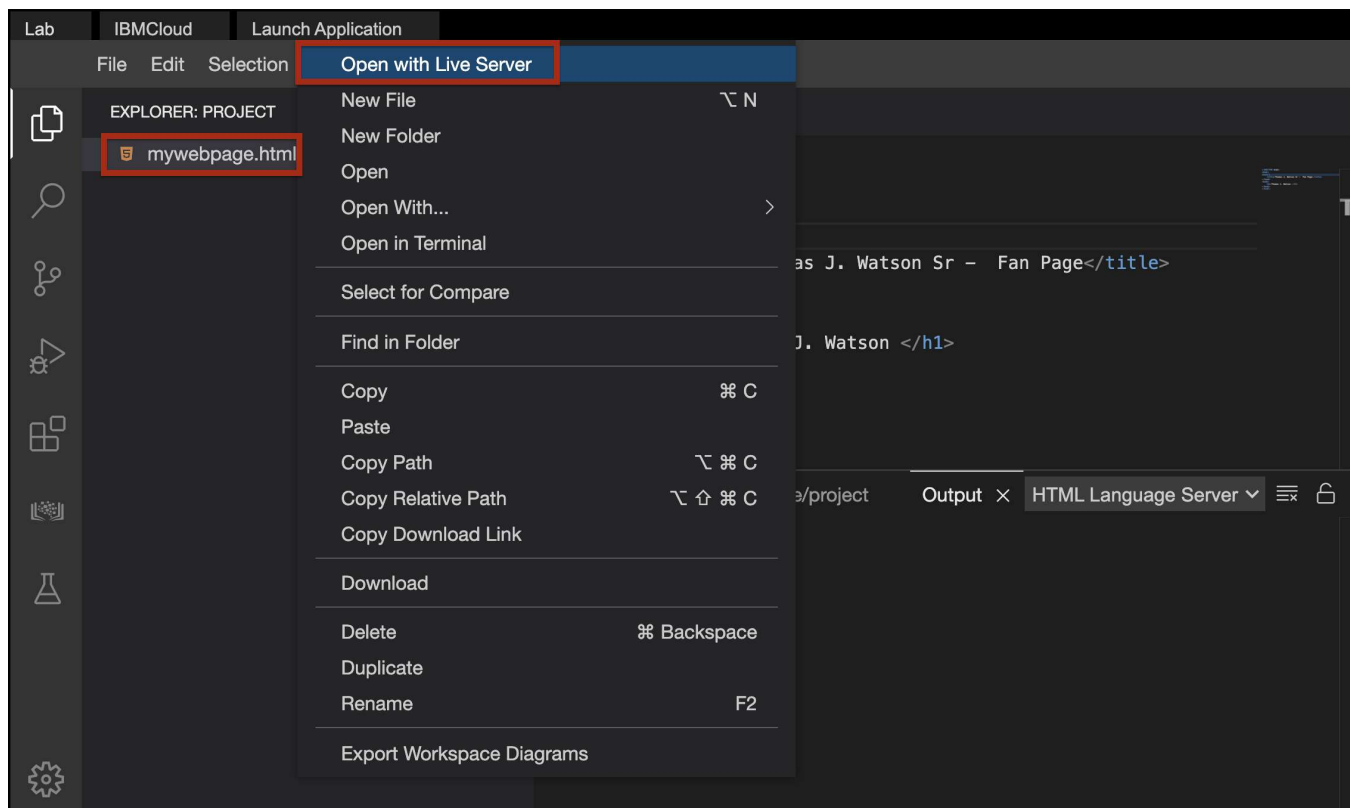 Lab IBMCloud Launch Application
File Edit Selection
EXPLORER: PROJECT
mywebpage.html
Open with Live Server
New File ⌥ N
New Folder
Open
Open With...
Open in Terminal
Select for Compare
Find in Folder
Copy ⌘ C
Paste
Copy Path ⌥ ⌘ C
Copy Relative Path ⌥ ⇧ ⌘ C
Copy Download Link
Download
Delete ⌘ Backspace
Duplicate
Rename F2
Export Workspace Diagrams
as J. Watson Sr - Fan Page</title>
J. Watson </h1>
e/project Output HTML Language Server